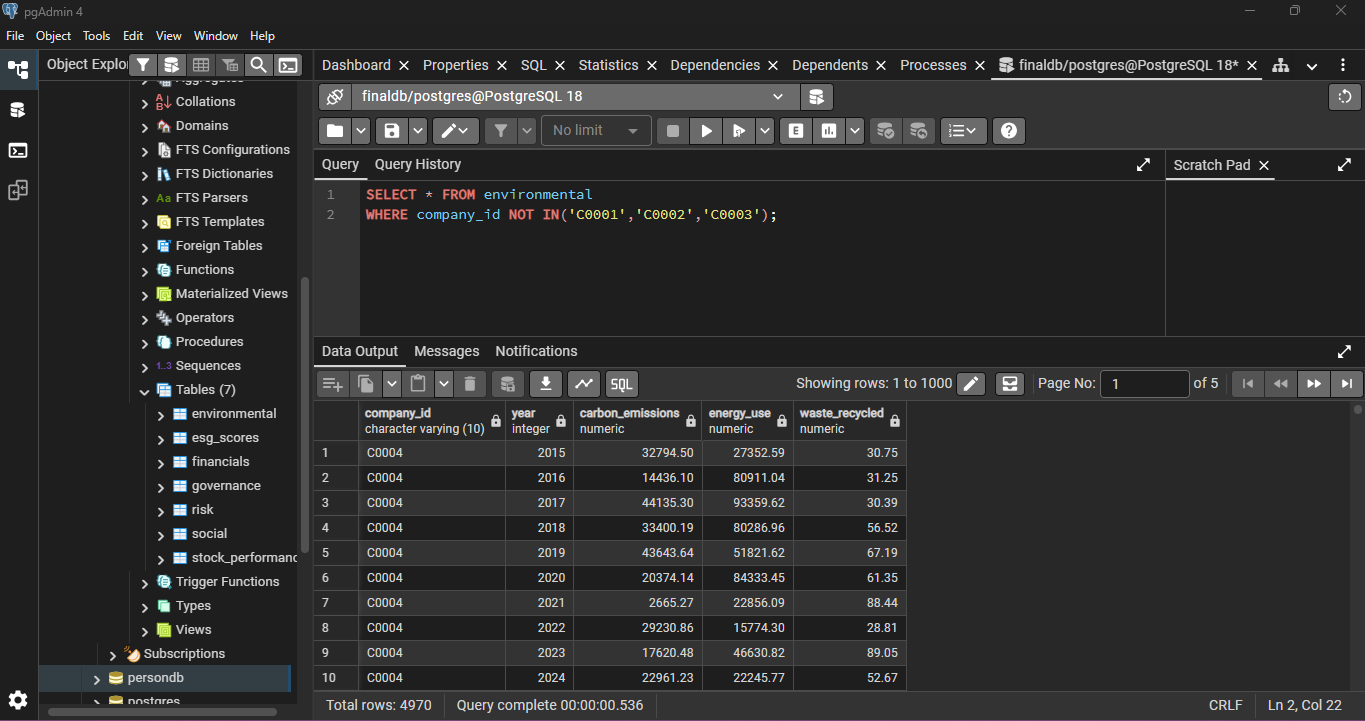 pgAdmin 4
File Object Tools Edit View Window Help
Object Explo
Dashboard Properties SQL Statistics Dependencies Dependents Processes finaldb/postgres@PostgreSQL 18*
finaldb/postgres@PostgreSQL 18
No limit
E
Query Query History
Scratch Pad
1 SELECT * FROM environmental
2 WHERE company_id NOT IN('C0001','C0002','C0003');
Aggregates
Collations
Domains
FTS Configurations
FTS Dictionaries
Aa FTS Parsers
FTS Templates
Foreign Tables
Functions
Materialized Views
Operators
Procedures
1..3 Sequences
Tables (7)
environmental
esg_scores
financials
governance
risk
social
stock_performanc
Trigger Functions
Types
Views
Subscriptions
persondb
postgres
Data Output Messages Notifications
SQL Showing rows: 1 to 1000 Page No: 1 of 5
company_id year carbon_emissions energy_use waste_recycled
character varying (10) integer numeric numeric numeric
1 C0004 2015 32794.50 27352.59 30.75
2 C0004 2016 14436.10 80911.04 31.25
3 C0004 2017 44135.30 93359.62 30.39
4 C0004 2018 33400.19 80286.96 56.52
5 C0004 2019 43643.64 51821.62 67.19
6 C0004 2020 20374.14 84333.45 61.35
7 C0004 2021 2665.27 22856.09 88.44
8 C0004 2022 29230.86 15774.30 28.81
9 C0004 2023 17620.48 46630.82 89.05
10 C0004 2024 22961.23 22245.77 52.67
Total rows: 4970 Query complete 00:00:00.536 CRLF Ln 2, Col 22